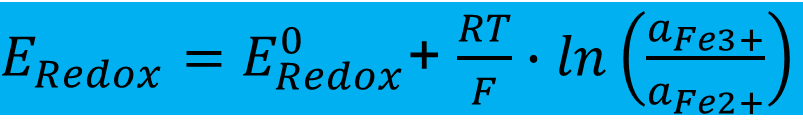 E_Redox = E^0_Redox + RT/F · ln (a_Fe3+ / a_Fe2+)